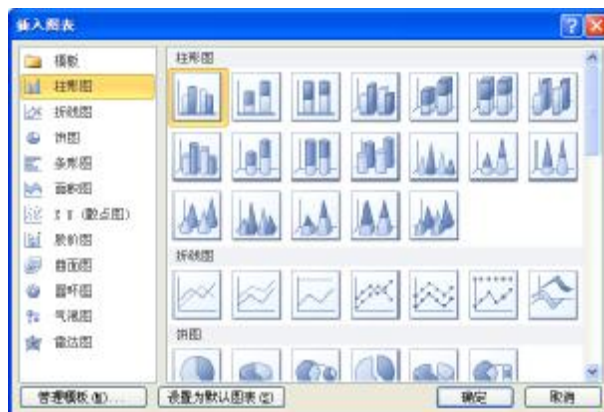 插入图表
模板
柱形图
折线图
饼图
条形图
面积图
X Y (散点图)
股价图
曲面图
圆环图
气泡图
雷达图
柱形图
折线图
饼图
管理模板(M)...
设置为默认图表(S)
确定
取消